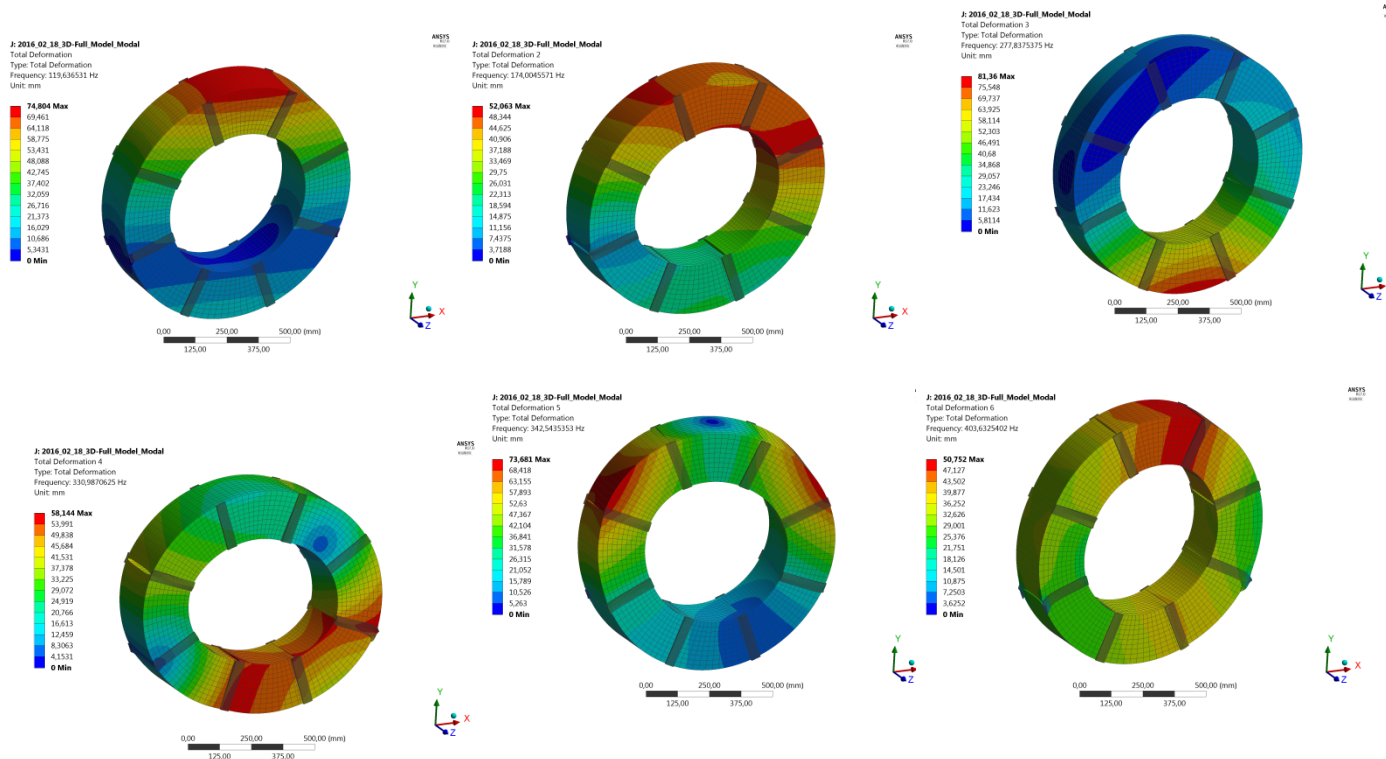 J: 2016_02_18_3D-Full_Model_Modal
Total Deformation
Type: Total Deformation
Frequency: 119,636531 Hz
Unit: mm
74,804 Max
69,461
64,118
58,775
53,431
48,088
42,745
37,402
32,059
26,716
21,373
16,029
10,686
5,3431
0 Min
ANSYS
Y
X
Z
0,00 250,00 500,00 (mm)
125,00 375,00
J: 2016_02_18_3D-Full_Model_Modal
Total Deformation 2
Type: Total Deformation
Frequency: 174,0045571 Hz
Unit: mm
52,063 Max
48,344
44,625
40,906
37,188
33,469
29,75
26,031
22,313
18,594
14,875
11,156
7,4375
3,7188
0 Min
ANSYS
Y
X
Z
0,00 250,00 500,00 (mm)
125,00 375,00
J: 2016_02_18_3D-Full_Model_Modal
Total Deformation 3
Type: Total Deformation
Frequency: 277,8375375 Hz
Unit: mm
81,36 Max
75,548
69,737
63,925
58,114
52,303
46,491
40,68
34,868
29,057
23,246
17,434
11,623
5,8114
0 Min
Y
Z
0,00 250,00 500,00 (mm)
125,00 375,00
J: 2016_02_18_3D-Full_Model_Modal
Total Deformation 4
Type: Total Deformation
Frequency: 330,9870625 Hz
Unit: mm
58,144 Max
53,991
49,838
45,684
41,531
37,378
33,225
29,072
24,919
20,766
16,613
12,459
8,3063
4,1531
0 Min
ANSYS
Y
X
Z
0,00 250,00 500,00 (mm)
125,00 375,00
J: 2016_02_18_3D-Full_Model_Modal
Total Deformation 5
Type: Total Deformation
Frequency: 342,5435353 Hz
Unit: mm
73,681 Max
68,418
63,155
57,893
52,63
47,367
42,104
36,841
31,578
26,315
21,052
15,789
10,526
5,263
0 Min
Y
Z
0,00 250,00 500,00 (mm)
125,00 375,00
J: 2016_02_18_3D-Full_Model_Modal
Total Deformation 6
Type: Total Deformation
Frequency: 403,6325402 Hz
Unit: mm
50,752 Max
47,127
43,502
39,877
36,252
32,626
29,001
25,376
21,751
18,126
14,501
10,875
7,2503
3,6252
0 Min
ANSYS
Y
X
Z
0,00 250,00 500,00 (mm)
125,00 375,00